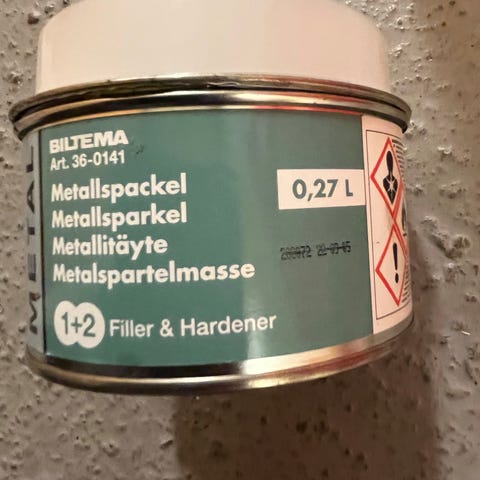 METAL
BILTEMA
Art. 36-0141
Metallspackel
Metallsparkel
Metallitäyte
Metalspartelmasse
0,27 L
1+2 Filler & Hardener